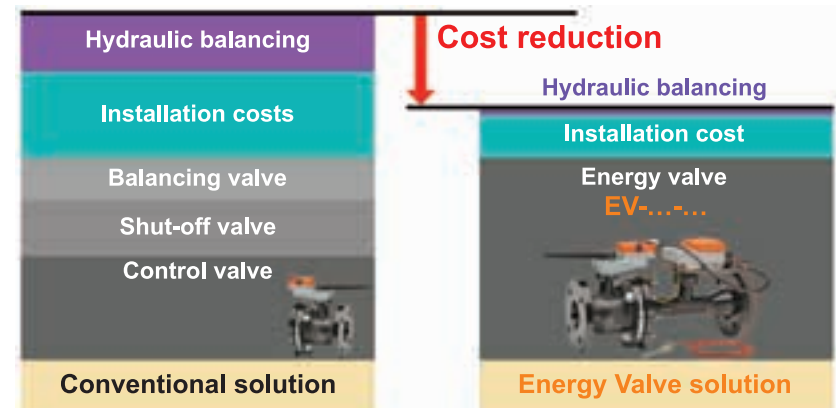 Hydraulic balancing
Installation costs
Balancing valve
Shut-off valve
Control valve
Conventional solution
Cost reduction
Hydraulic balancing
Installation cost
Energy valve
EV-...-...
Energy Valve solution